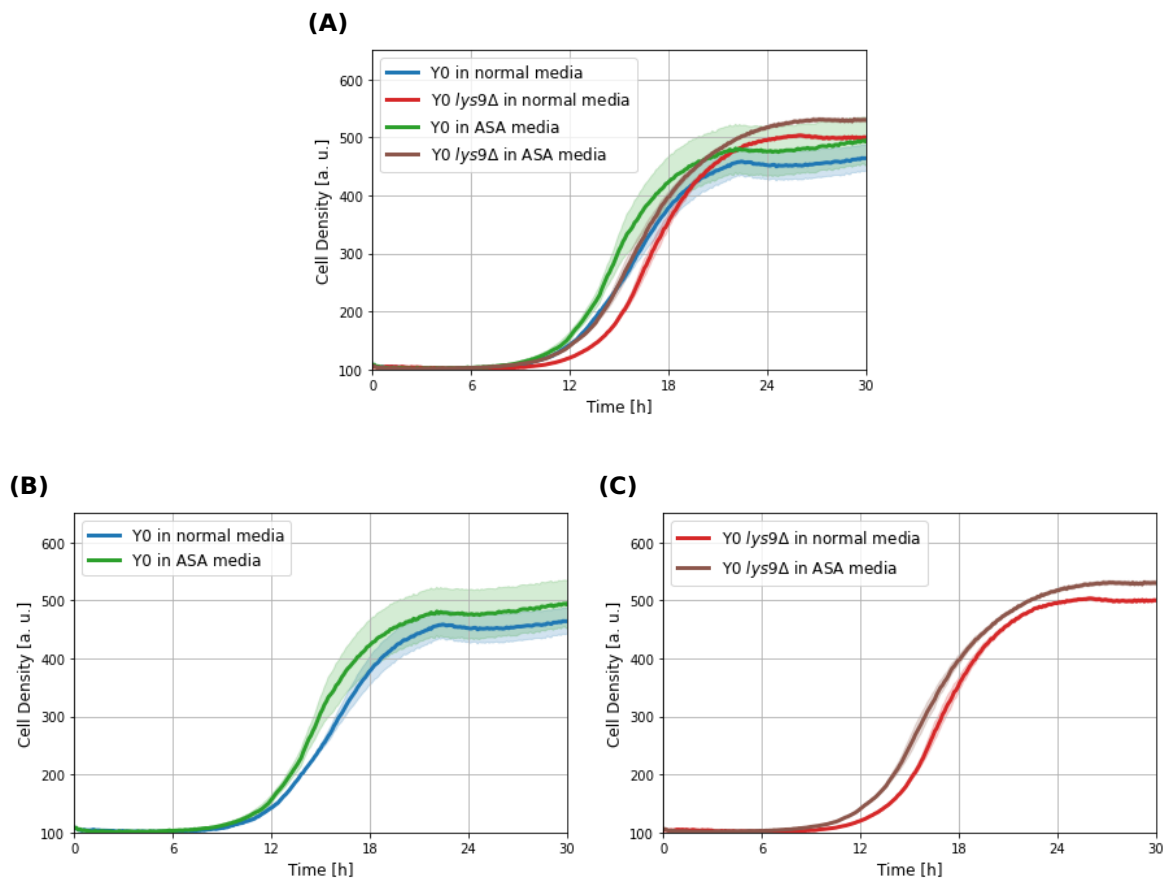 (A)
Y0 in normal media
Y0 lys9Δ in normal media
Y0 in ASA media
Y0 lys9Δ in ASA media
600
500
400
300
200
100
Cell Density [a. u.]
0 6 12 18 24 30
Time [h]
(B)
Y0 in normal media
Y0 in ASA media
600
500
400
300
200
100
Cell Density [a. u.]
0 6 12 18 24 30
Time [h]
(C)
Y0 lys9Δ in normal media
Y0 lys9Δ in ASA media
600
500
400
300
200
100
Cell Density [a. u.]
0 6 12 18 24 30
Time [h]